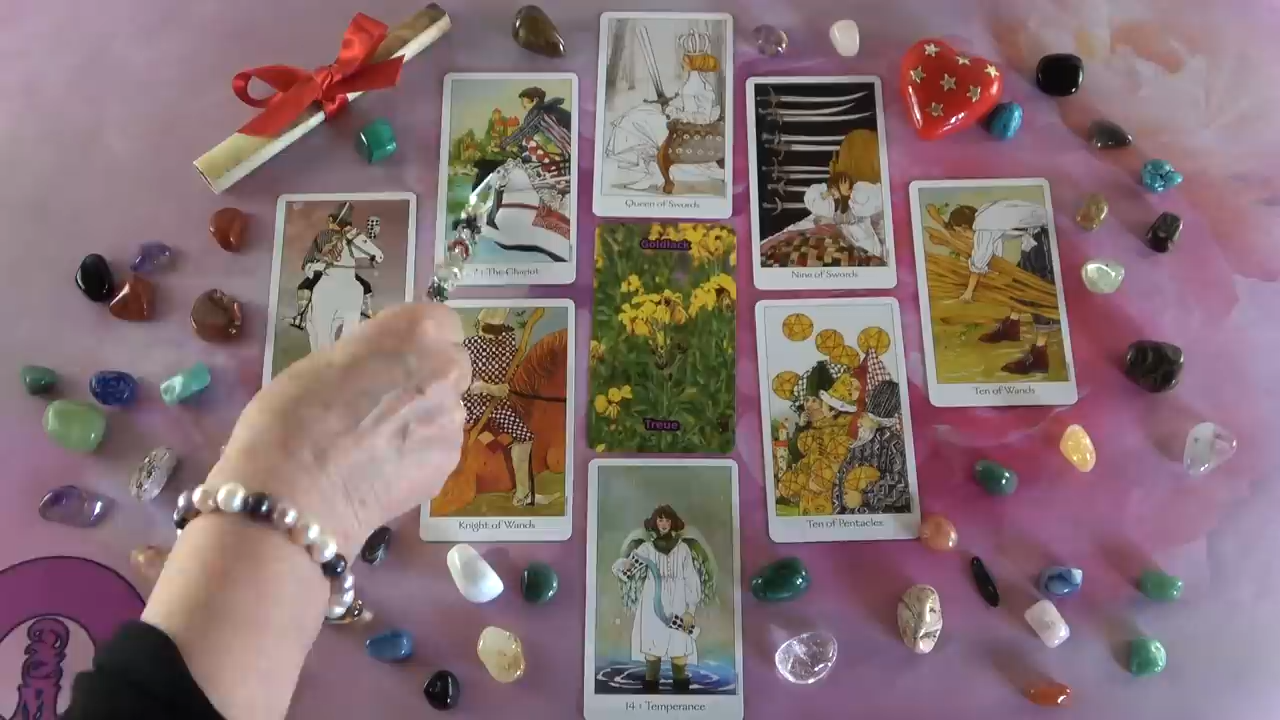 Queen of Swords
7 : The Chariot
Nine of Swords
Goldlack
Treue
Ten of Wands
Knight of Wands
Ten of Pentacles
14 : Temperance